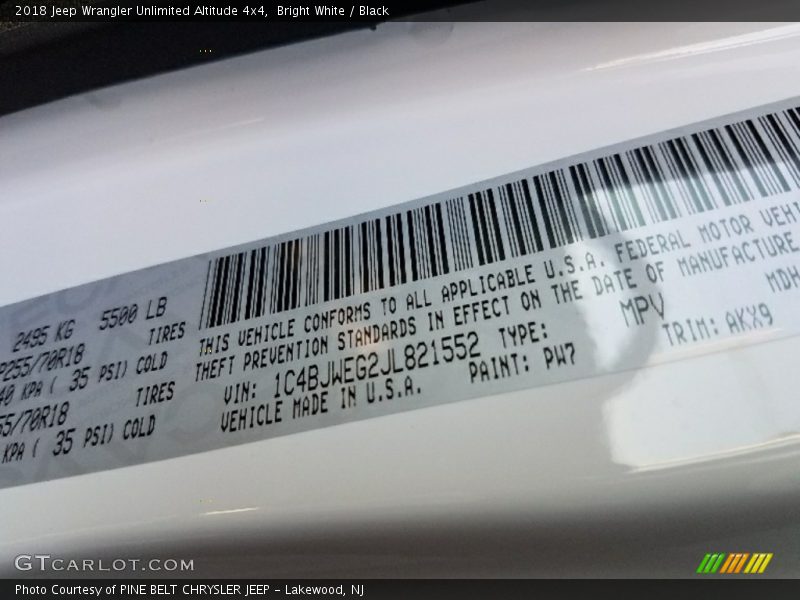 2018 Jeep Wrangler Unlimited Altitude 4x4,  Bright White / Black
2495 KG 5500 LB
P255/70R18 TIRES
KPA ( 35 PSI) COLD
/70R18 TIRES
KPA ( 35 PSI) COLD
THIS VEHICLE CONFORMS TO ALL APPLICABLE U.S.A. FEDERAL MOTOR
THEFT PREVENTION STANDARDS IN EFFECT ON THE DATE OF MANUFACTURE.
VIN: 1C4BJWEG2JL821552 TYPE: MPV MDH
VEHICLE MADE IN U.S.A. PAINT: PW7 TRIM: AKX9
GTCARLOT.COM
Photo Courtesy of PINE BELT CHRYSLER JEEP – Lakewood, NJ